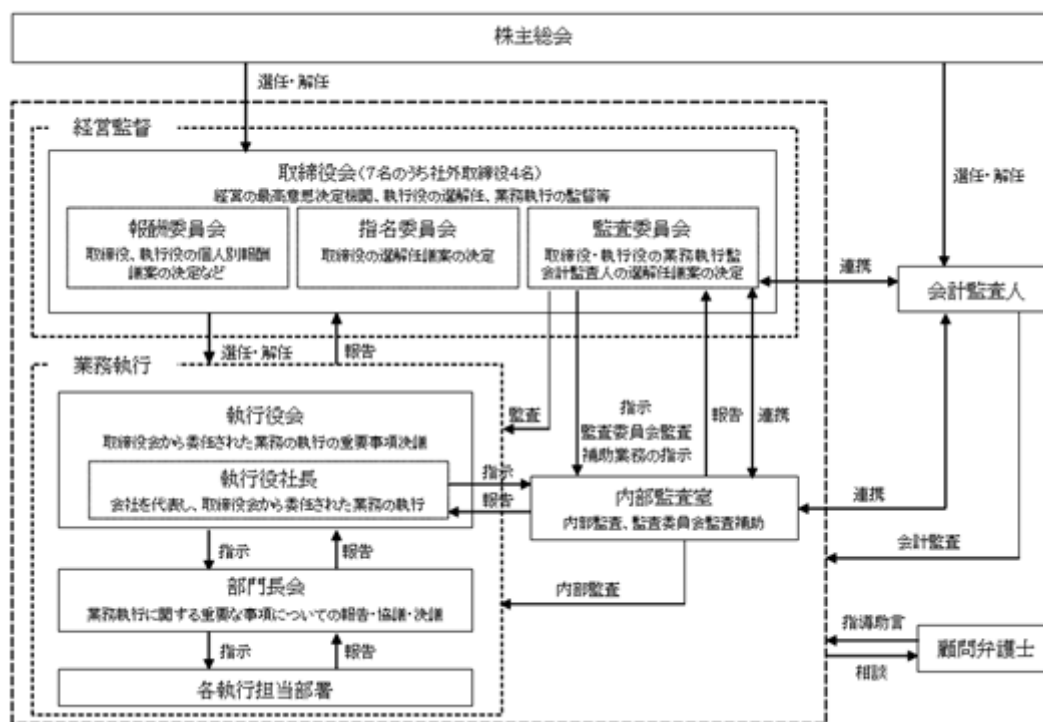 株主総会
選任・解任
経営監督
取締役会(7名のうち社外取締役4名)
経営の最高意思決定機関、執行役の選解任、業務執行の監督等
報酬委員会
取締役、執行役の個人別報酬
議案の決定など
指名委員会
取締役の選解任議案の決定
監査委員会
取締役・執行役の業務執行監
会計監査人の選解任議案の決定
選任・解任
連携
会計監査人
選任・解任
報告
業務執行
執行役会
取締役会から委任された業務の執行の重要事項決議
執行役社長
会社を代表し、取締役会から委任された業務の執行
監査
指示
監査委員会監査
補助業務の指示
報告
連携
指示
報告
内部監査室
内部監査、監査委員会監査補助
連携
会計監査
指示
報告
部門長会
業務執行に関する重要な事項についての報告・協議・決議
内部監査
指示
報告
各執行担当部署
指導助言
相談
顧問弁護士